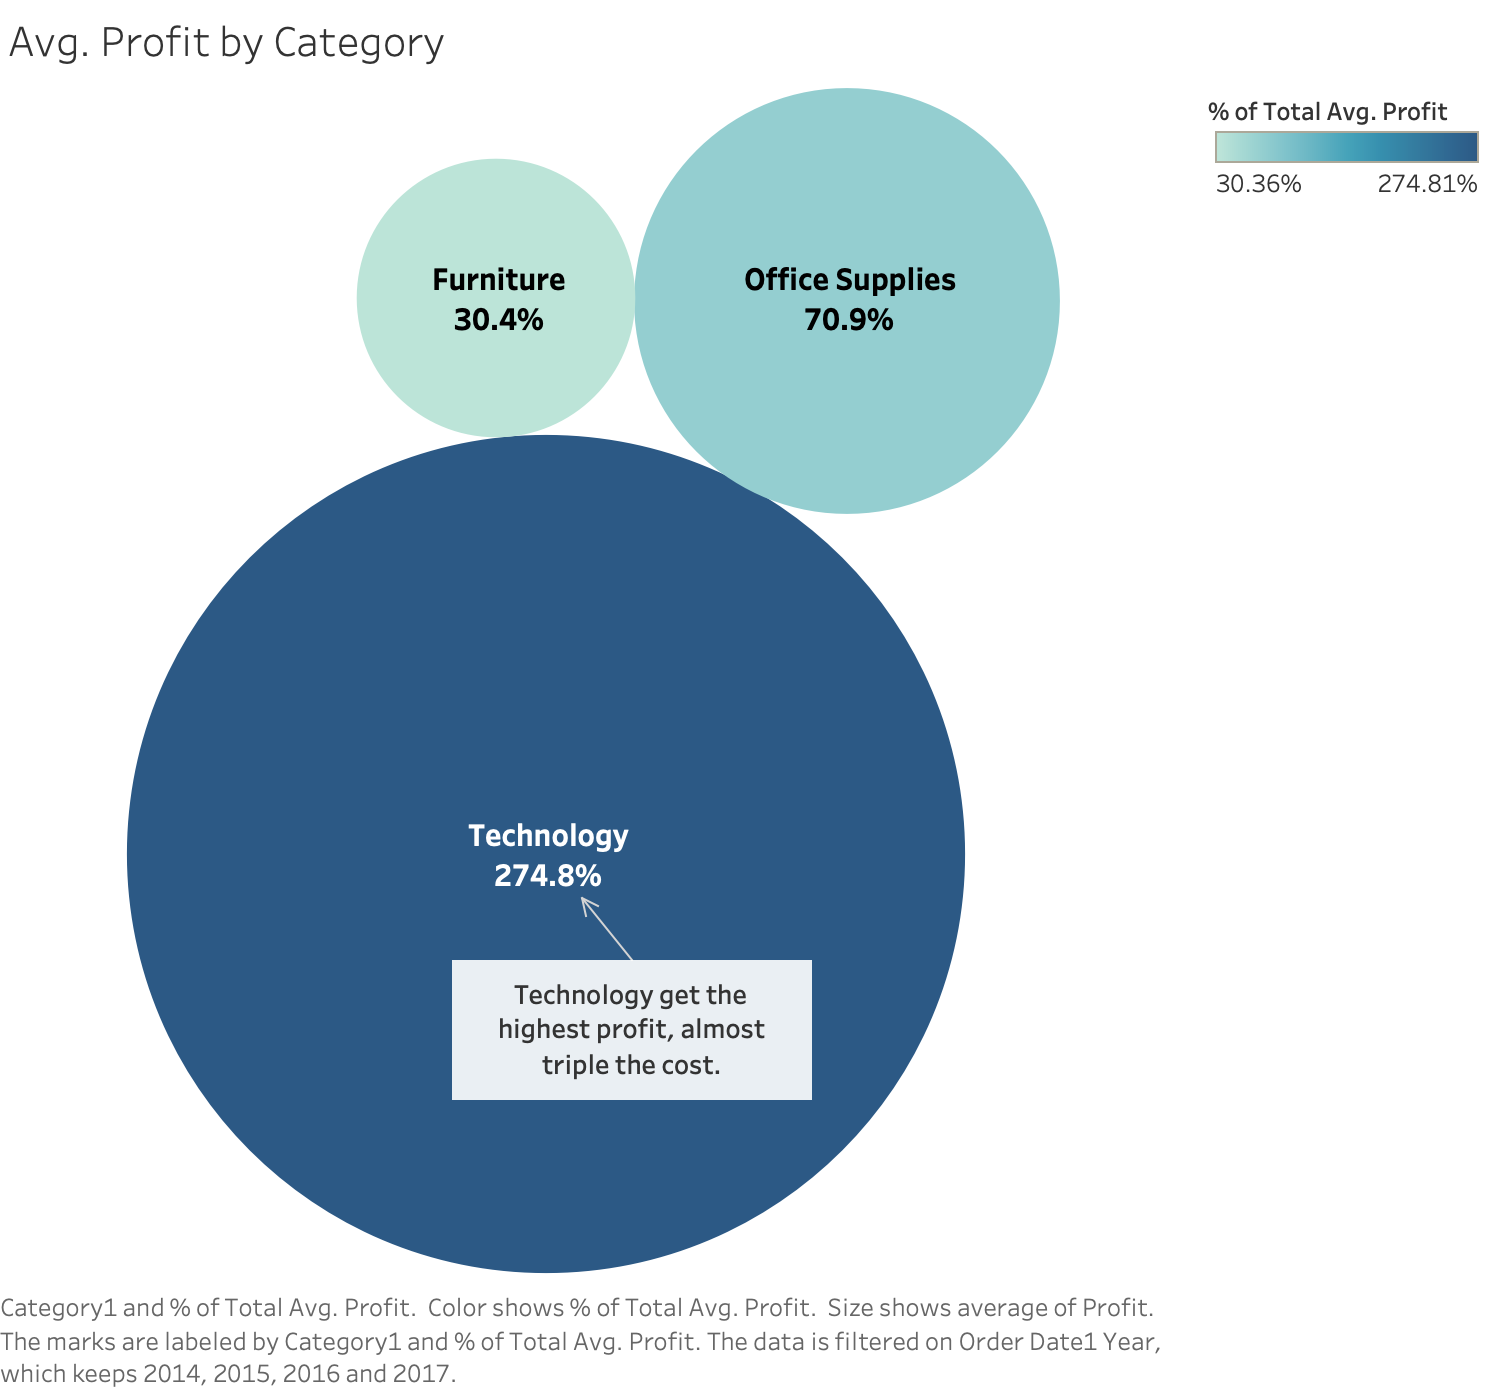 Avg. Profit by Category
% of Total Avg. Profit
30.36% 274.81%
Furniture
30.4%
Office Supplies
70.9%
Technology
274.8%
Technology get the
highest profit, almost
triple the cost.
Category1 and % of Total Avg. Profit.  Color shows % of Total Avg. Profit.  Size shows average of Profit.
The marks are labeled by Category1 and % of Total Avg. Profit. The data is filtered on Order Date1 Year,
which keeps 2014, 2015, 2016 and 2017.